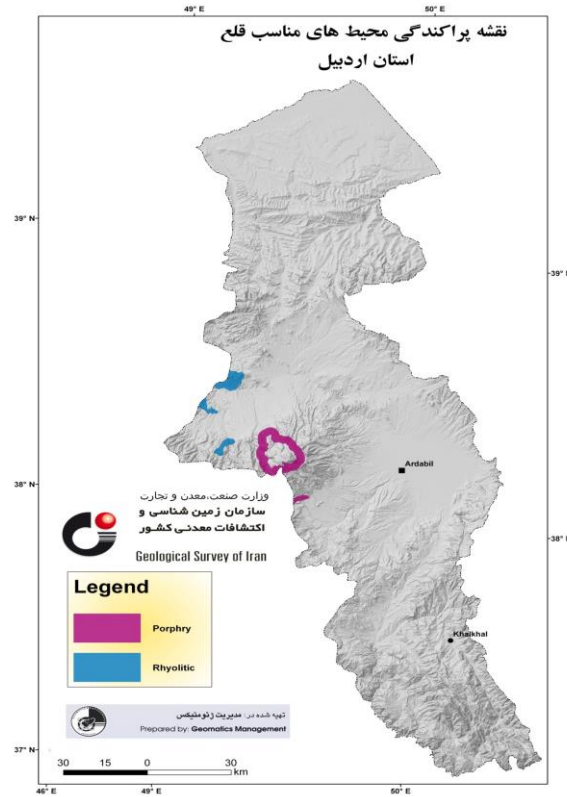 49° E 50° E
نقشه پراکندگی محیط های مناسب قلع
استان اردبیل
39° N
39° N
Ardabil
38° N
وزارت صنعت،معدن و تجارت
سازمان زمین شناسی و
اکتشافات معدنی کشور
Geological Survey of Iran
38° N
Legend
Porphry
Rhyolitic
Khalkhal
تهیه شده در: مدیریت ژئومتیکس
Prepared by: Geomatics Management
37° N
30 15 0 30
km
46° E 49° E 50° E